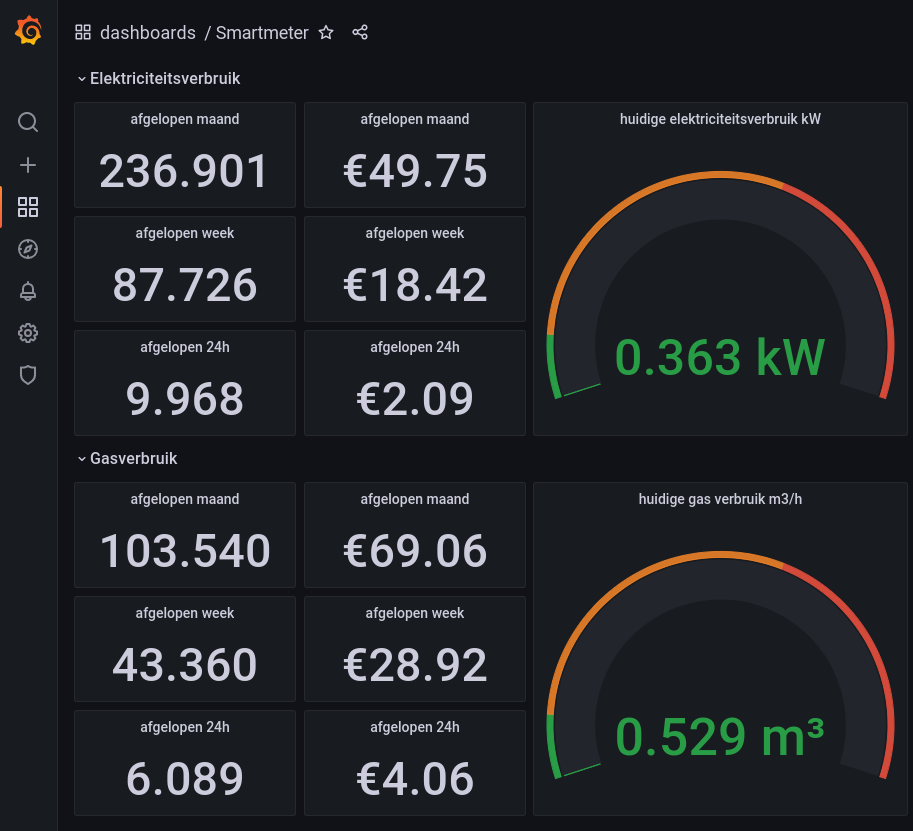 dashboards / Smartmeter
Elektriciteitsverbruik
afgelopen maand
236.901
afgelopen maand
€49.75
huidige elektriciteitsverbruik kW
0.363 kW
afgelopen week
87.726
afgelopen week
€18.42
afgelopen 24h
9.968
afgelopen 24h
€2.09
Gasverbruik
afgelopen maand
103.540
afgelopen maand
€69.06
huidige gas verbruik m3/h
0.529 m³
afgelopen week
43.360
afgelopen week
€28.92
afgelopen 24h
6.089
afgelopen 24h
€4.06